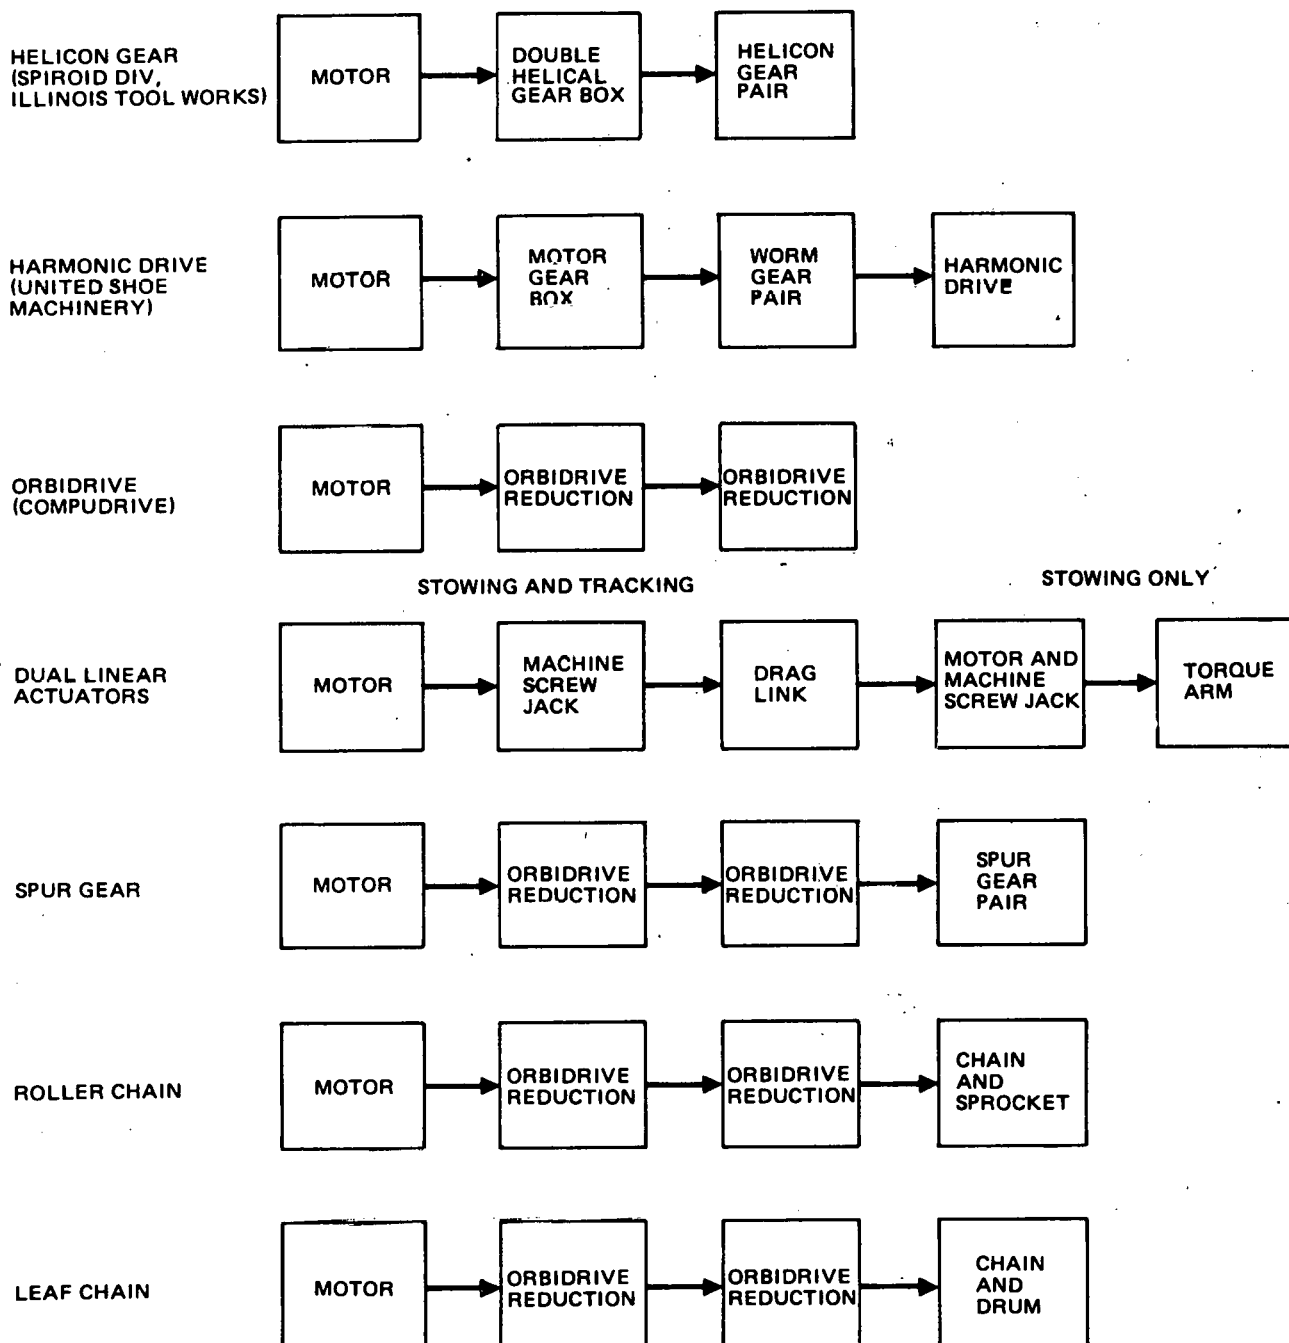 HELICON GEAR
(SPIROID DIV,
ILLINOIS TOOL WORKS)
MOTOR
DOUBLE
HELICAL
GEAR BOX
HELICON
GEAR
PAIR
HARMONIC DRIVE
(UNITED SHOE
MACHINERY)
MOTOR
MOTOR
GEAR
BOX
WORM
GEAR
PAIR
HARMONIC
DRIVE
ORBIDRIVE
(COMPUDRIVE)
MOTOR
ORBIDRIVE
REDUCTION
ORBIDRIVE
REDUCTION
STOWING AND TRACKING
STOWING ONLY
DUAL LINEAR
ACTUATORS
MOTOR
MACHINE
SCREW
JACK
DRAG
LINK
MOTOR AND
MACHINE
SCREW JACK
TORQUE
ARM
SPUR GEAR
MOTOR
ORBIDRIVE
REDUCTION
ORBIDRIVE
REDUCTION
SPUR
GEAR
PAIR
ROLLER CHAIN
MOTOR
ORBIDRIVE
REDUCTION
ORBIDRIVE
REDUCTION
CHAIN
AND
SPROCKET
LEAF CHAIN
MOTOR
ORBIDRIVE
REDUCTION
ORBIDRIVE
REDUCTION
CHAIN
AND
DRUM